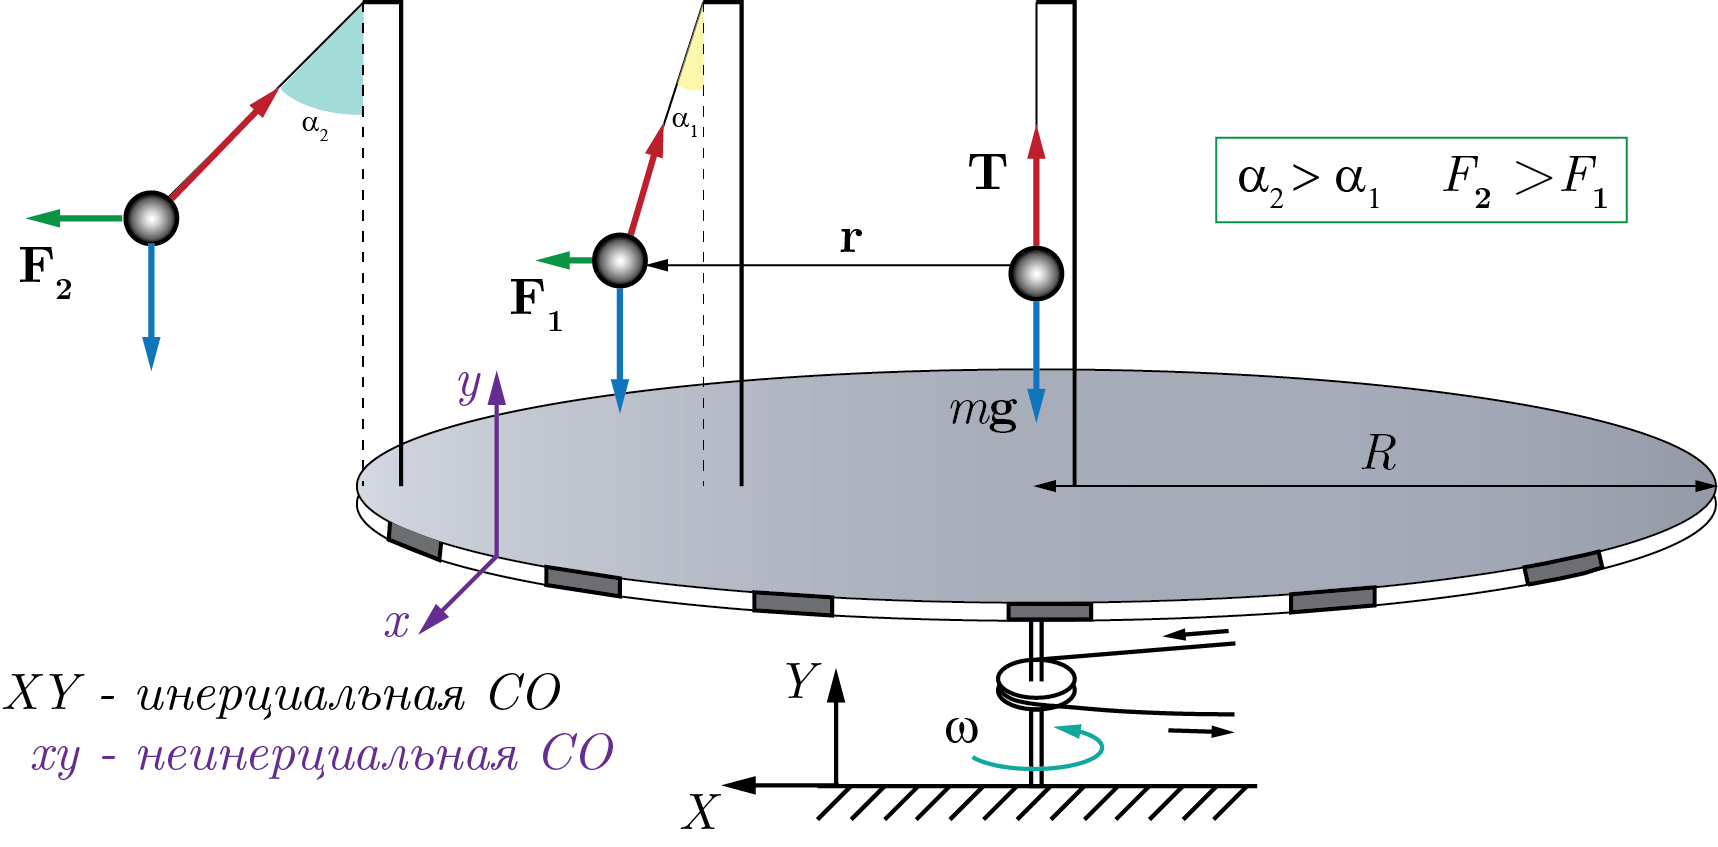 α₂
α₁
T
α₂ > α₁ F₂ > F₁
r
F₂
F₁
y
mg
R
x
Y
XY - инерциальная СО
ω
xy - неинерциальная СО
X